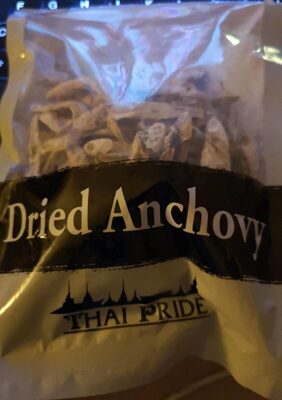 F G H
Dried Anchovy
THAI PRIDE